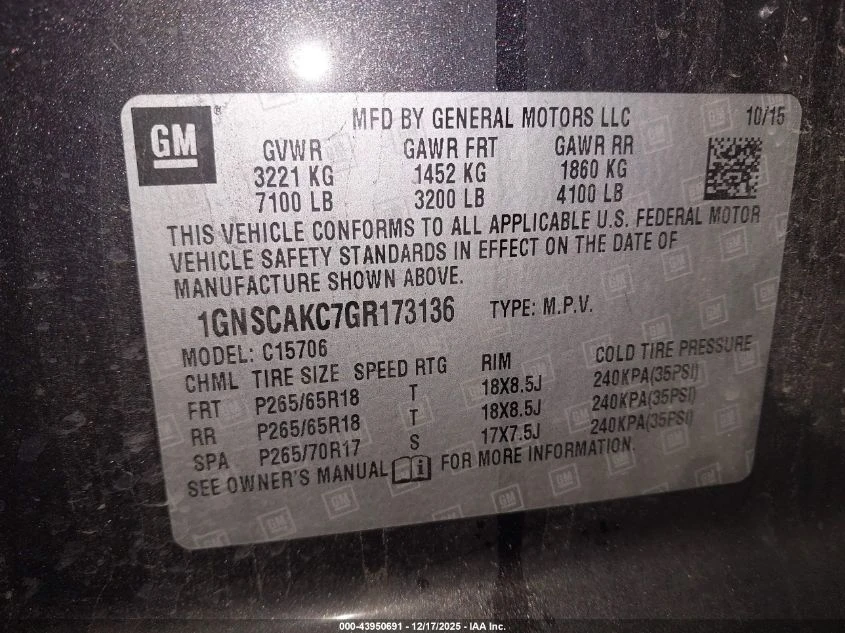 GM
MFD BY GENERAL MOTORS LLC 10/15
GVWR GAWR FRT GAWR RR
3221 KG 1452 KG 1860 KG
7100 LB 3200 LB 4100 LB
THIS VEHICLE CONFORMS TO ALL APPLICABLE U.S. FEDERAL MOTOR
VEHICLE SAFETY STANDARDS IN EFFECT ON THE DATE OF
MANUFACTURE SHOWN ABOVE.
1GNSCAKC7GR173136 TYPE: M.P.V.
MODEL: C15706
CHML TIRE SIZE SPEED RTG RIM COLD TIRE PRESSURE
FRT P265/65R18 T 18X8.5J 240KPA(35PSI)
RR P265/65R18 T 18X8.5J 240KPA(35PSI)
SPA P265/70R17 S 17X7.5J 240KPA(35PSI)
SEE OWNER'S MANUAL i FOR MORE INFORMATION.
000-43950691 - 12/17/2025 - IAA Inc.